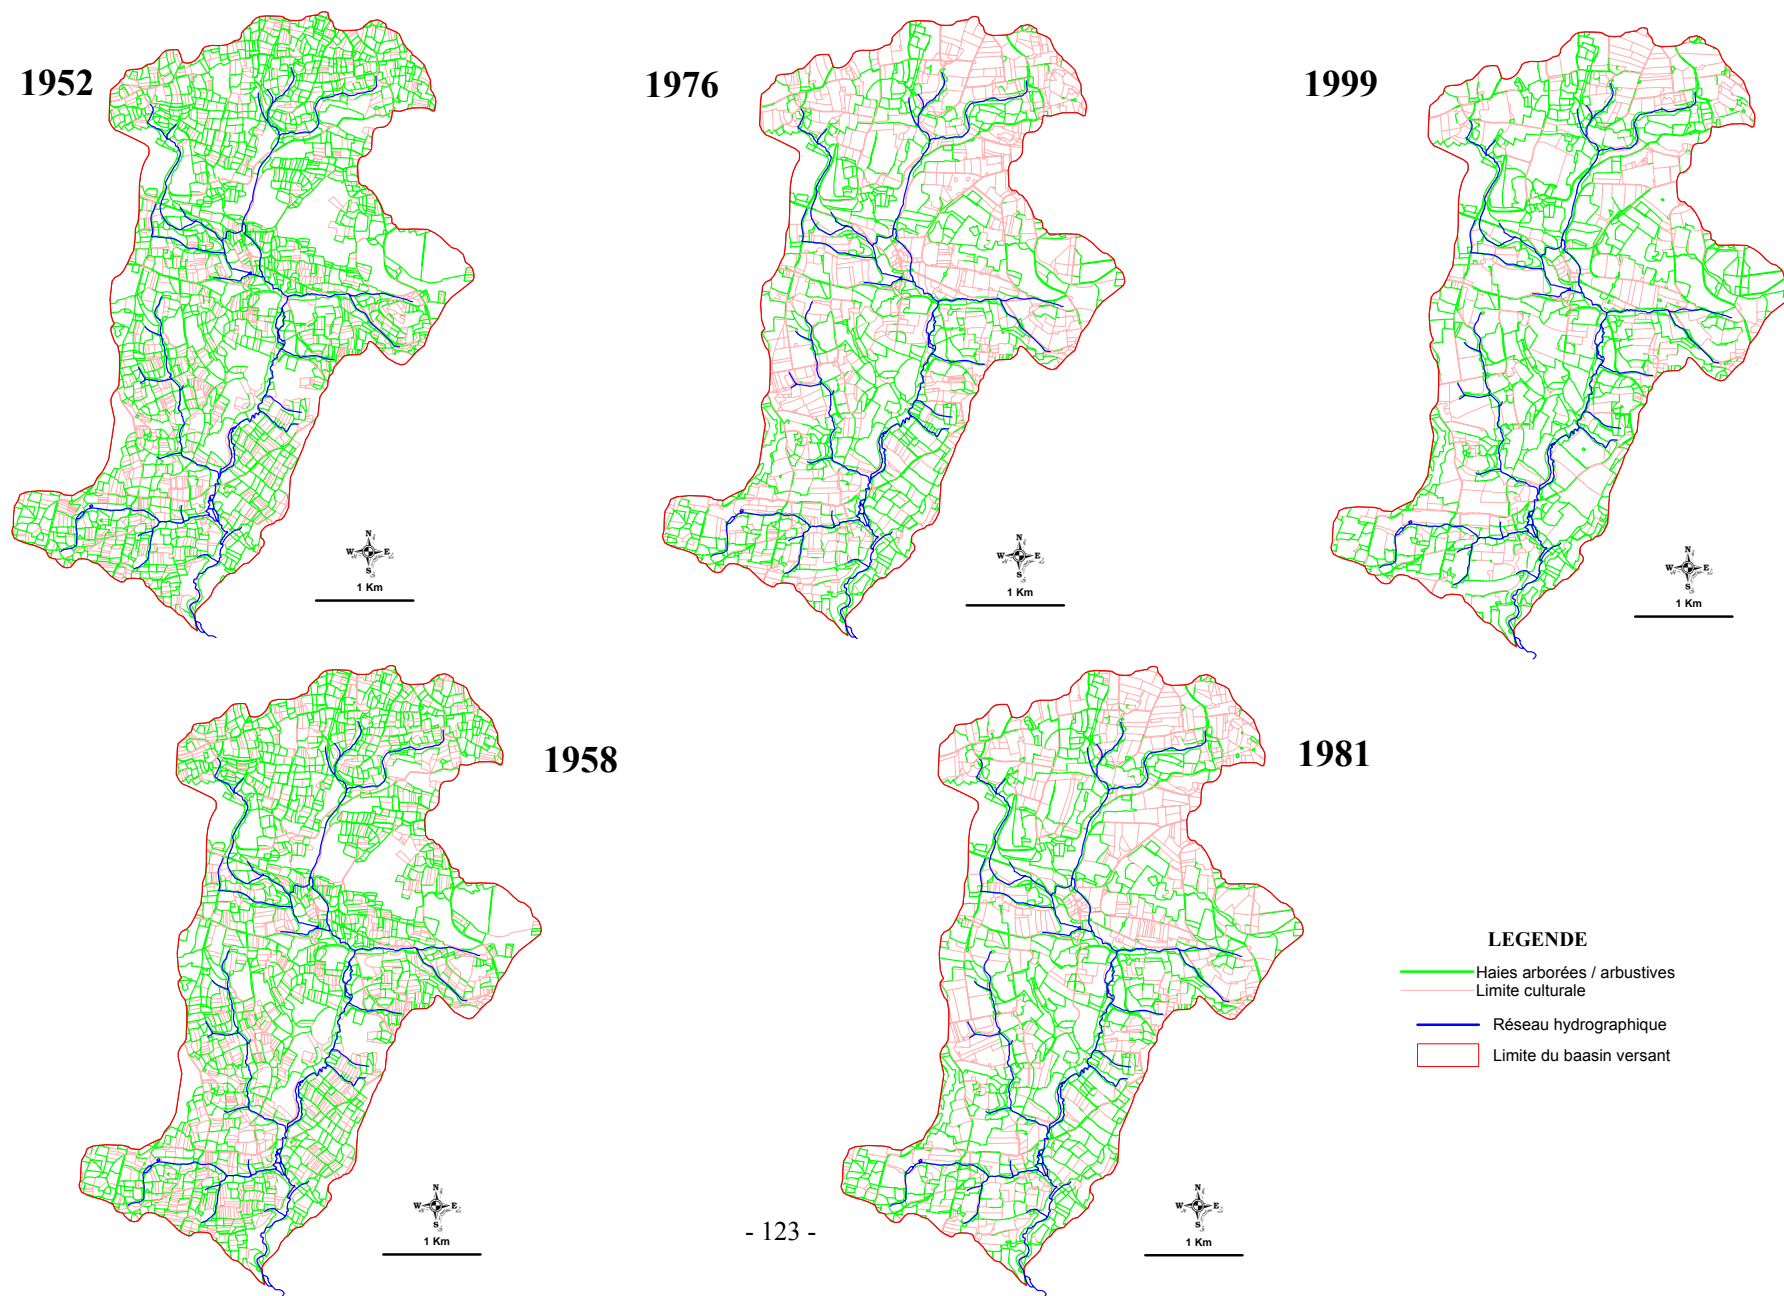 1952
1976
1999
N
W E
S
1 Km
N
W E
S
1 Km
N
W E
S
1 Km
1958
1981
LEGENDE
Haies arborées / arbustives
Limite culturale
Réseau hydrographique
Limite du baasin versant
N
W E
S
1 Km
N
W E
S
1 Km
- 123 -